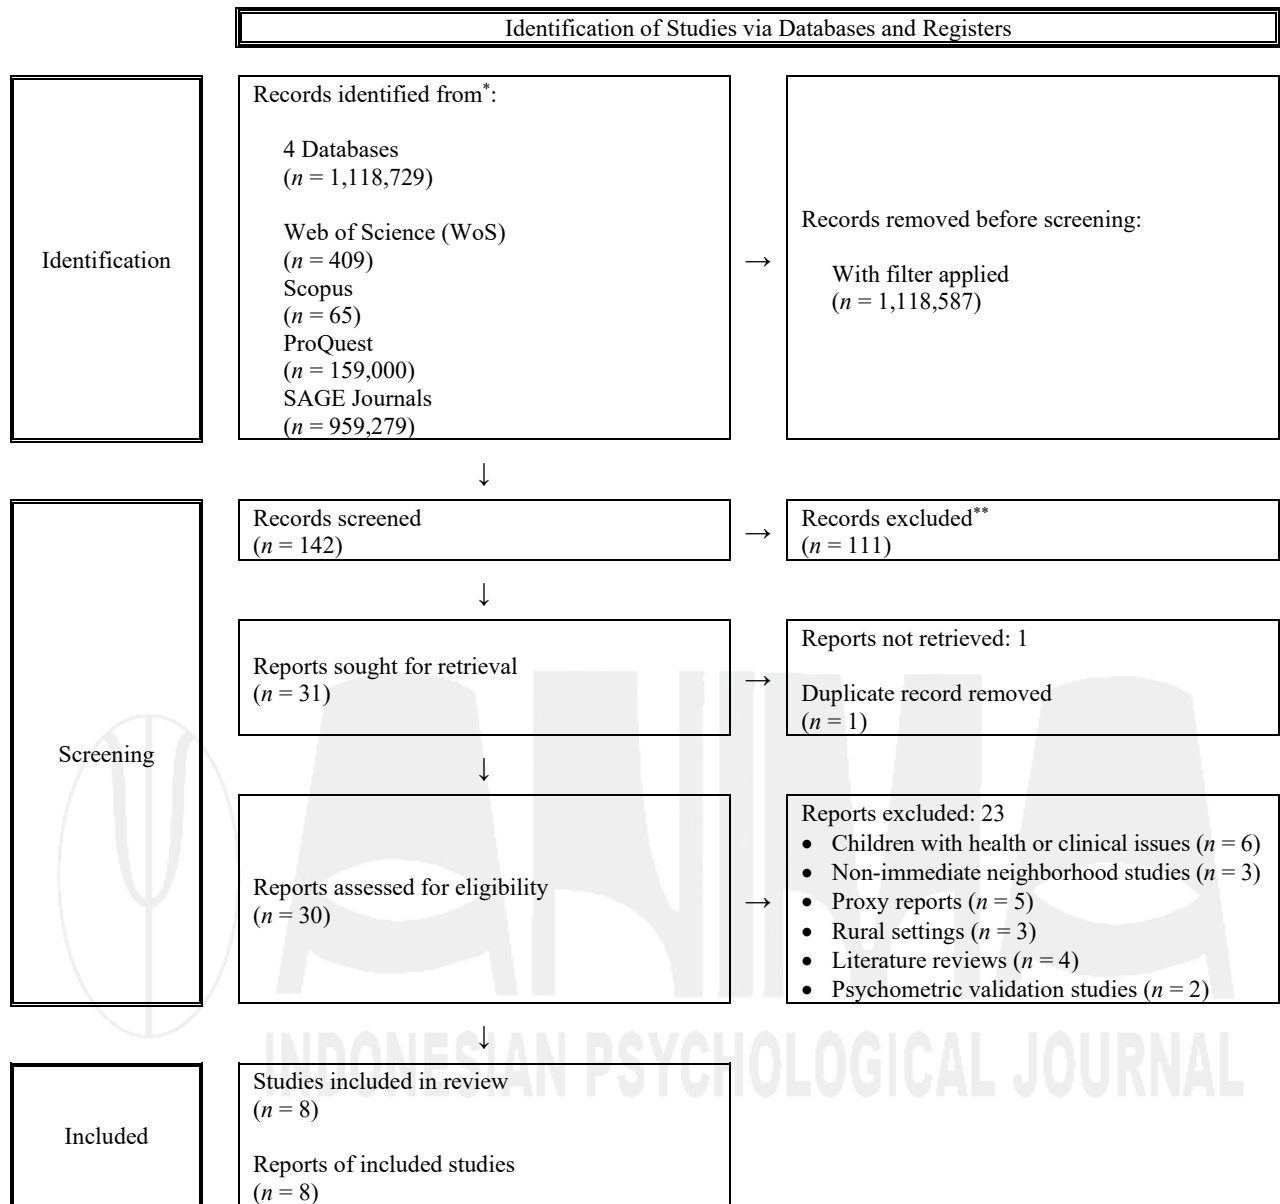 Identification of Studies via Databases and Registers
Identification
Records identified from*:
4 Databases
(n = 1,118,729)
Web of Science (WoS)
(n = 409)
Scopus
(n = 65)
ProQuest
(n = 159,000)
SAGE Journals
(n = 959,279)
→
Records removed before screening:
With filter applied
(n = 1,118,587)
↓
Screening
Records screened
(n = 142)
→
Records excluded**
(n = 111)
↓
Reports sought for retrieval
(n = 31)
→
Reports not retrieved: 1
Duplicate record removed
(n = 1)
↓
Reports assessed for eligibility
(n = 30)
→
Reports excluded: 23
• Children with health or clinical issues (n = 6)
• Non-immediate neighborhood studies (n = 3)
• Proxy reports (n = 5)
• Rural settings (n = 3)
• Literature reviews (n = 4)
• Psychometric validation studies (n = 2)
↓
Included
Studies included in review
(n = 8)
Reports of included studies
(n = 8)
ANIMA
INDONESIAN PSYCHOLOGICAL JOURNAL